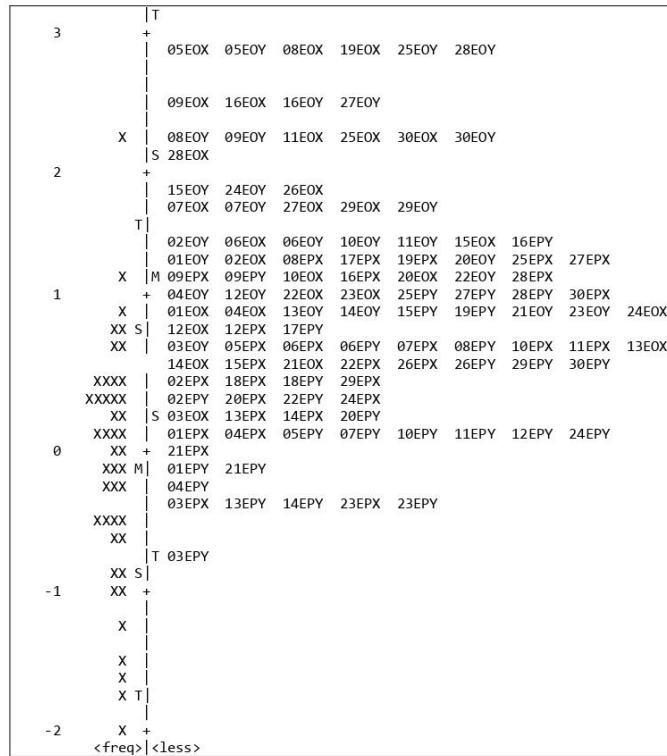 |T
3 +
| 05EOX 05EOY 08EOX 19EOX 25EOY 28EOY
|
|
| 09EOX 16EOX 16EOY 27EOY
|
X | 08EOY 09EOY 11EOX 25EOX 30EOX 30EOY
|S 28EOX
2 +
| 15EOY 24EOY 26EOX
| 07EOX 07EOY 27EOX 29EOX 29EOY
T|
| 02EOY 06EOX 06EOY 10EOY 11EOY 15EOX 16EPY
| 01EOY 02EOX 08EPX 17EPX 19EPX 20EOY 25EPX 27EPX
X |M 09EPX 09EPY 10EOX 16EPX 20EOX 22EOY 28EPX
1 + 04EOY 12EOY 22EOX 23EOX 25EPY 27EPY 28EPY 30EPX
X | 01EOX 04EOX 13EOY 14EOY 15EPY 19EPY 21EOY 23EOY 24EOX
XX S| 12EOX 12EPX 17EPY
XX | 03EOY 05EPX 06EPX 06EPY 07EPX 08EPY 10EPX 11EPX 13EOX
14EOX 15EPX 21EOX 22EPX 26EPX 26EPY 29EPY 30EPY
XXXX | 02EPX 18EPX 18EPY 29EPX
XXXXX | 02EPY 20EPX 22EPY 24EPX
XX |S 03EOX 13EPX 14EPX 20EPY
XXXX | 01EPX 04EPX 05EPY 07EPY 10EPY 11EPY 12EPY 24EPY
0 XX + 21EPX
XXX M| 01EPY 21EPY
XXX | 04EPY
| 03EPX 13EPY 14EPY 23EPX 23EPY
XXXX |
XX |
|T 03EPY
XX S|
-1 XX +
|
X |
|
X |
X |
X T|
|
-2 X +
<freq>|<less>